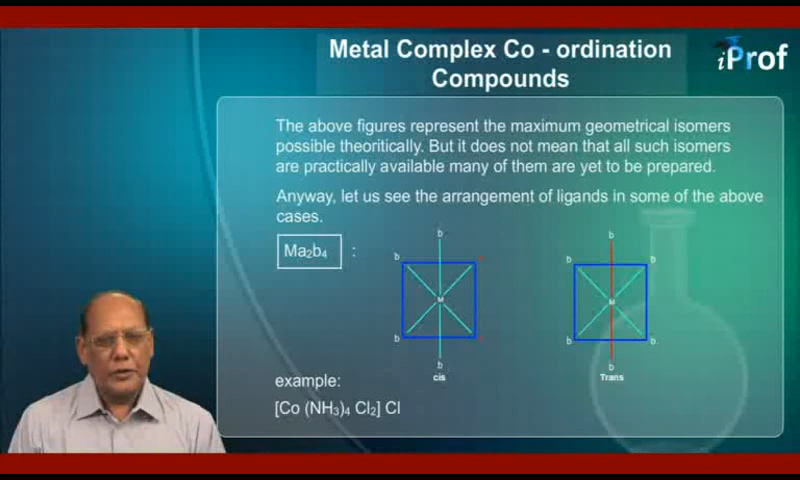 Metal Complex Co - ordination
Compounds
iProf
The above figures represent the maximum geometrical isomers
possible theoritically. But it does not mean that all such isomers
are practically available many of them are yet to be prepared.
Anyway, let us see the arrangement of ligands in some of the above
cases.
Ma₂b₄ :
b b
b b
b b
M M
b b b
b b
cis Trans
example:
[Co (NH₃)₄ Cl₂] Cl